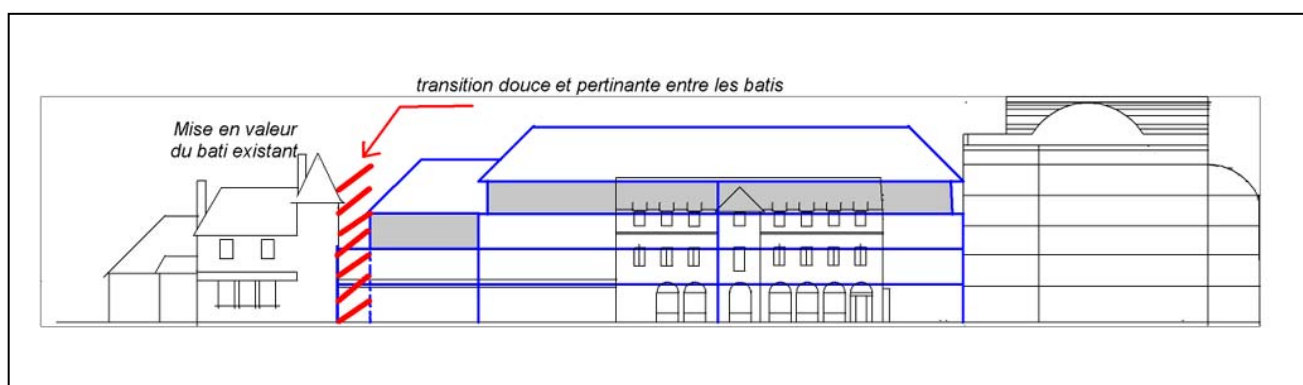 transition douce et pertinante entre les batis
Mise en valeur
du bati existant